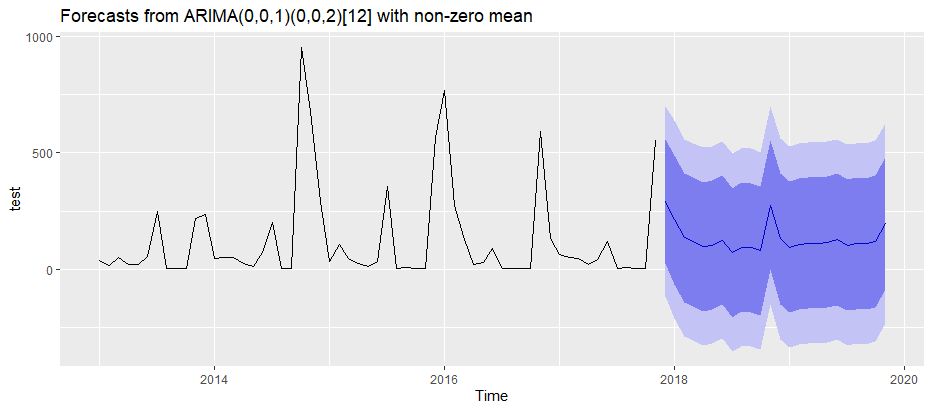 Forecasts from ARIMA(0,0,1)(0,0,2)[12] with non-zero mean
1000
500
0
test
2014
2016
2018
2020
Time